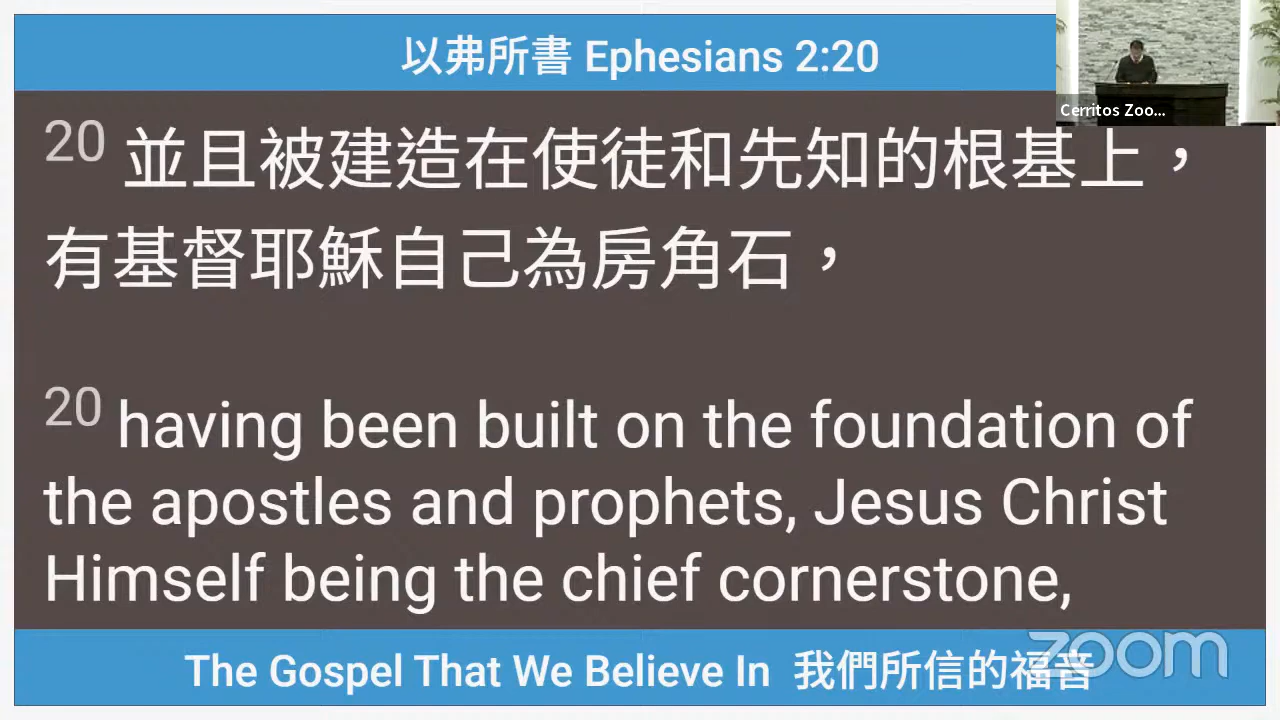 以弗所書 Ephesians 2:20
Cerritos Zoo...
20 並且被建造在使徒和先知的根基上，
有基督耶穌自己為房角石，
20 having been built on the foundation of
the apostles and prophets, Jesus Christ
Himself being the chief cornerstone,
The Gospel That We Believe In 我們所信的福音
zoom